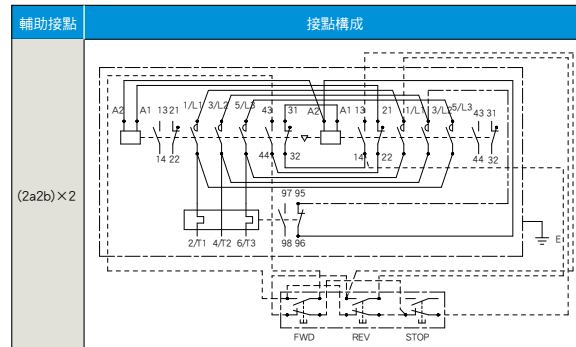 輔助接點 接點構成
(2a2b)×2
A2 A1 13 21 1/L1 3/L2 5/L3 43 31 A2 A1 13 21 1/L1 3/L2 5/L3 43 31
14 22 44 32 14 22 44 32
97 95
2/T1 4/T2 6/T3 98 96
E
FWD REV STOP